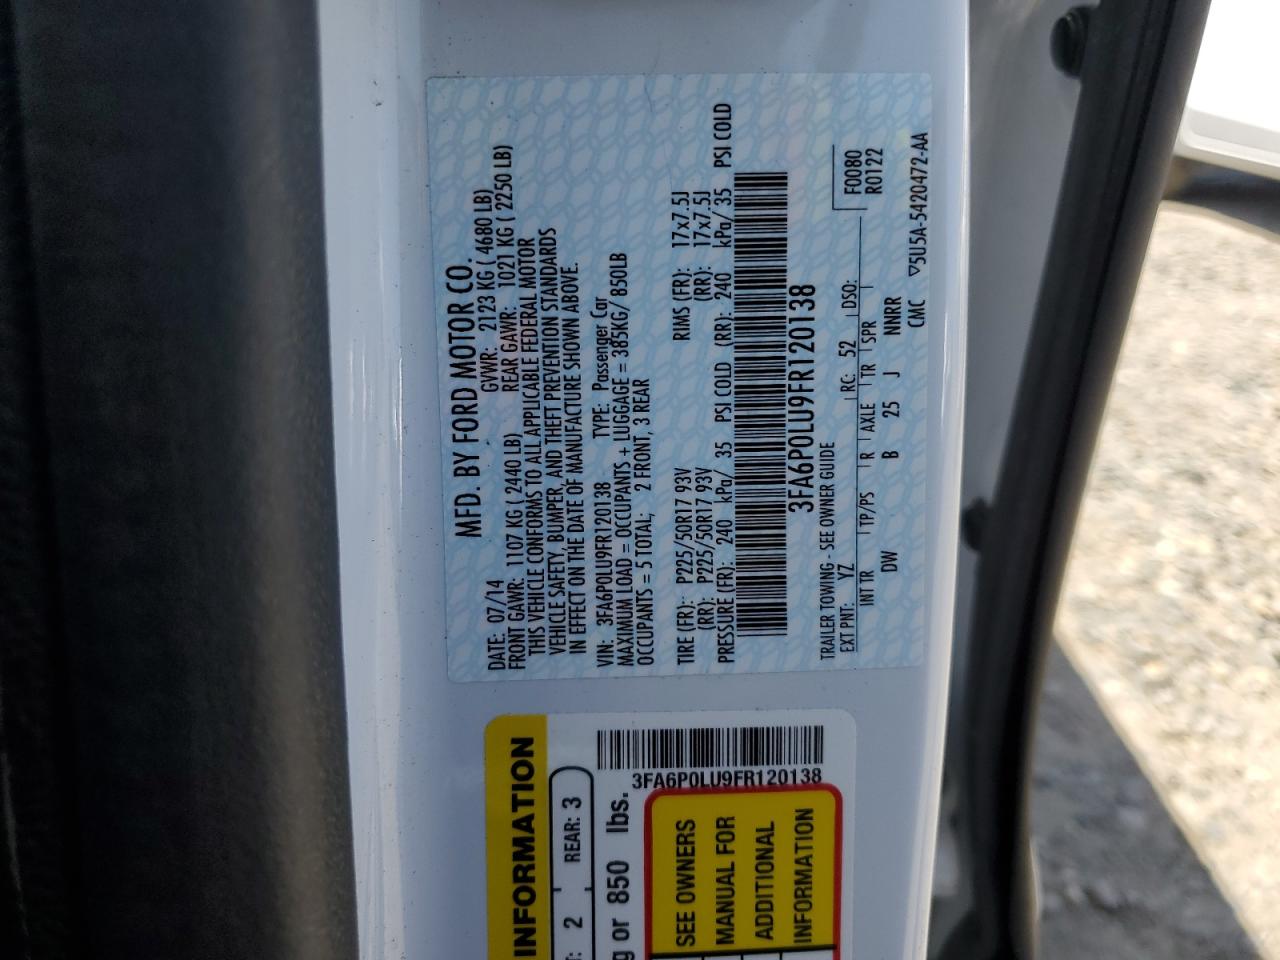 MFD. BY FORD MOTOR CO.
DATE: 07/14 GVWR: 2123 KG ( 4680 LB)
FRONT GAWR: 1107 KG ( 2440 LB) REAR GAWR: 1021 KG ( 2250 LB)
THIS VEHICLE CONFORMS TO ALL APPLICABLE FEDERAL MOTOR
VEHICLE SAFETY, BUMPER, AND THEFT PREVENTION STANDARDS
IN EFFECT ON THE DATE OF MANUFACTURE SHOWN ABOVE.
VIN: 3FA6P0LU9FR120138 TYPE: Passenger Car
MAXIMUM LOAD = OCCUPANTS + LUGGAGE = 385KG/ 850LB
OCCUPANTS = 5 TOTAL, 2 FRONT, 3 REAR
TIRE (FR): P225/50R17 93V RIMS (FR): 17x7.5J
(RR): P225/50R17 93V (RR): 17x7.5J
PRESSURE (FR): 240 kPa/ 35 PSI COLD (RR): 240 kPa/ 35 PSI COLD
3FA6P0LU9FR120138
F0080
R0122
TRAILER TOWING - SEE OWNER GUIDE
EXT PNT: YZ RC: 52 DSO:
INT TR TP/PS R AXLE TR SPR
DW B 25 J NNRR
CMC ▽5U5A-5420472-AA
3FA6P0LU9FR120138
INFORMATION
2 REAR: 3
or 850 lbs.
SEE OWNERS
MANUAL FOR
ADDITIONAL
INFORMATION